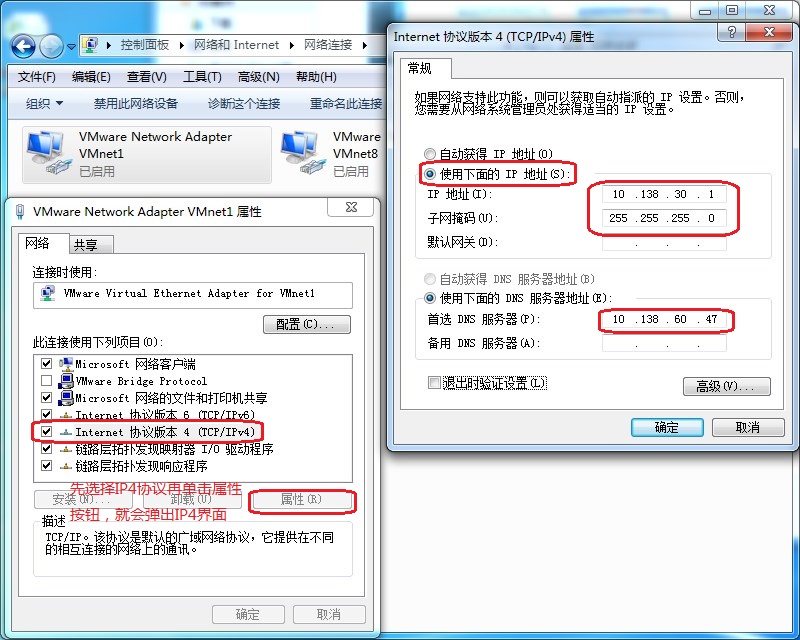 控制面板 网络和 Internet 网络连接
文件(F) 编辑(E) 查看(V) 工具(T) 高级(N) 帮助(H)
组织 禁用此网络设备 诊断这个连接 重命名此连接
VMware Network Adapter
VMnet1
已启用
VMware
VMnet8
已启用
VMware Network Adapter VMnet1 属性
网络 共享
连接时使用:
VMware Virtual Ethernet Adapter for VMnet1
配置(C)...
此连接使用下列项目(O):
Microsoft 网络客户端
VMware Bridge Protocol
Microsoft 网络的文件和打印机共享
Internet 协议版本 6 (TCP/IPv6)
Internet 协议版本 4 (TCP/IPv4)
链路层拓扑发现映射器 I/O 驱动程序
链路层拓扑发现响应程序
先选择IP4协议再单击属性
按钮，就会弹出IP4界面
安装(N)... 卸载(U) 属性(R)
描述
TCP/IP。该协议是默认的广域网络协议，它提供在不同
的相互连接的网络上的通讯。
确定 取消
Internet 协议版本 4 (TCP/IPv4) 属性
常规
如果网络支持此功能，则可以获取自动指派的 IP 设置。否则，
您需要从网络系统管理员处获得适当的 IP 设置。
自动获得 IP 地址(O)
使用下面的 IP 地址(S):
IP 地址(I): 10 .138 . 30 . 1
子网掩码(U): 255 .255 .255 . 0
默认网关(D): . . .
自动获得 DNS 服务器地址(B)
使用下面的 DNS 服务器地址(E):
首选 DNS 服务器(P): 10 .138 . 60 . 47
备用 DNS 服务器(A): . . .
退出时验证设置(L)
高级(V)...
确定 取消